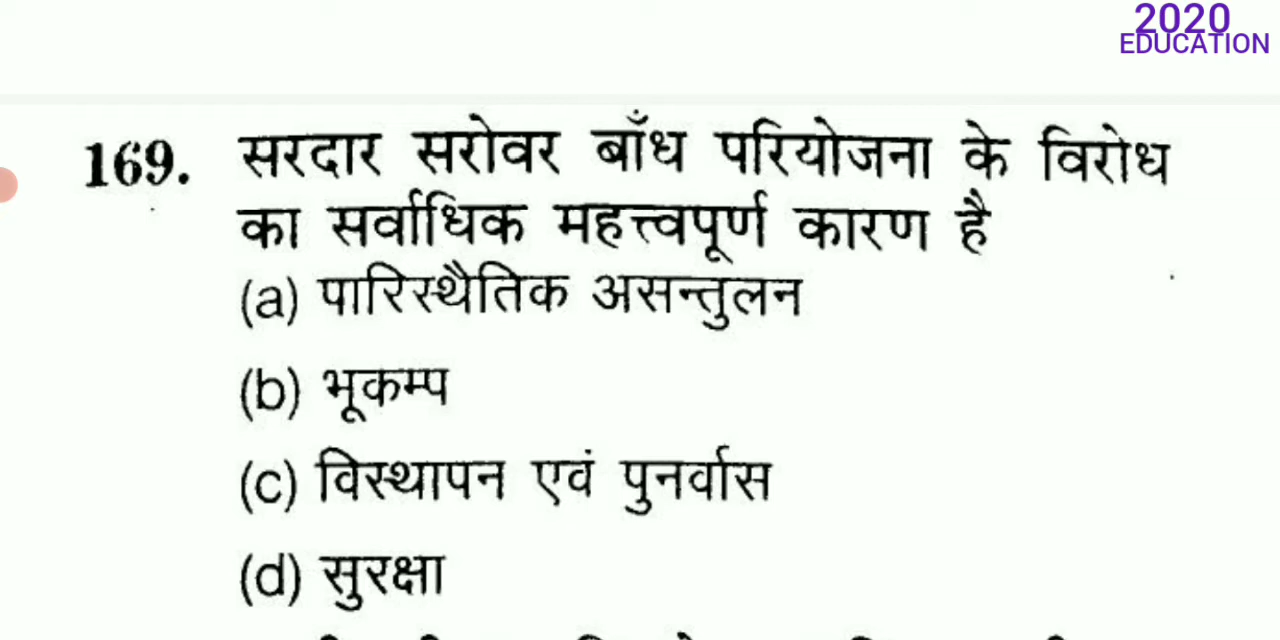 2020
EDUCATION
169. सरदार सरोवर बाँध परियोजना के विरोध
का सर्वाधिक महत्त्वपूर्ण कारण है
(a) पारिस्थैतिक असन्तुलन
(b) भूकम्प
(c) विस्थापन एवं पुनर्वास
(d) सुरक्षा